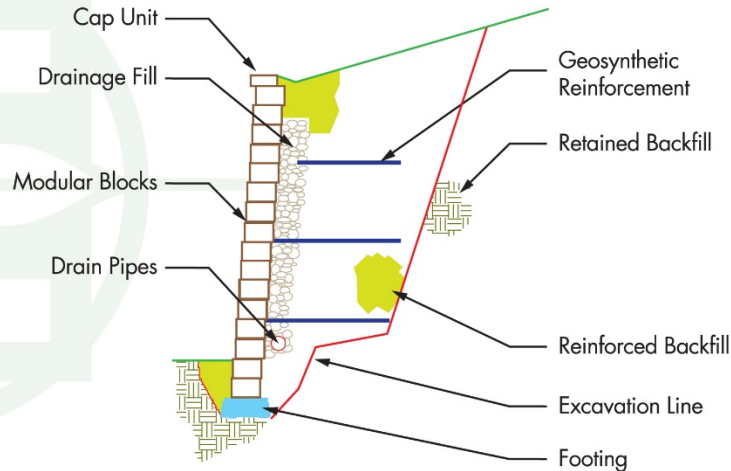 Cap Unit
Drainage Fill
Modular Blocks
Drain Pipes
Geosynthetic
Reinforcement
Retained Backfill
Reinforced Backfill
Excavation Line
Footing